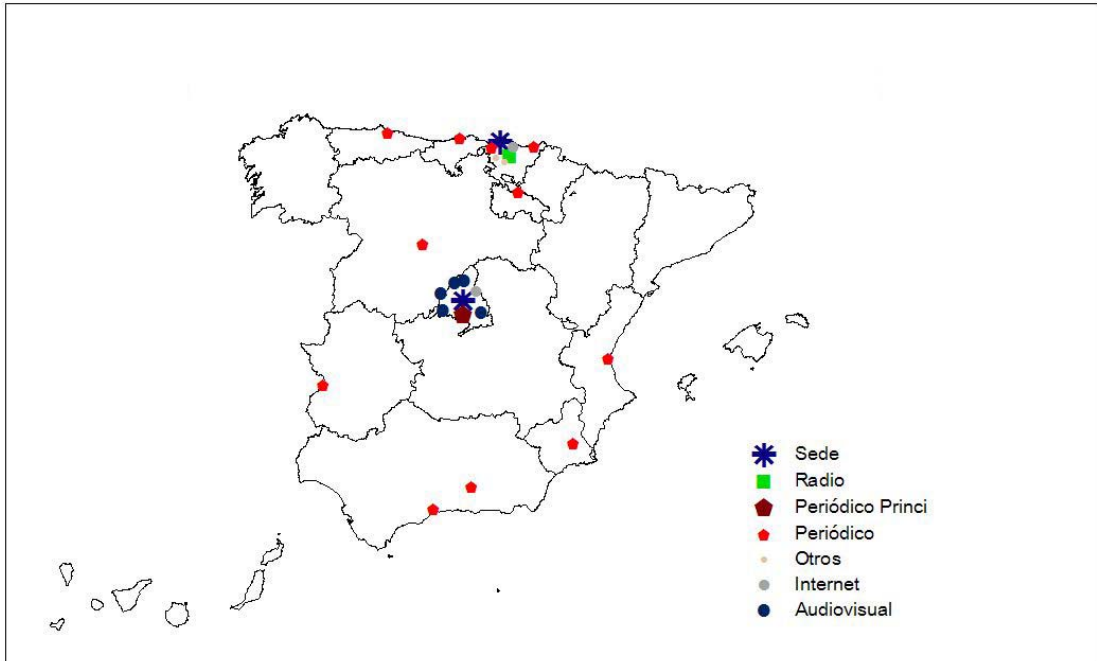 Sede
Radio
Periódico Princi
Periódico
Otros
Internet
Audiovisual